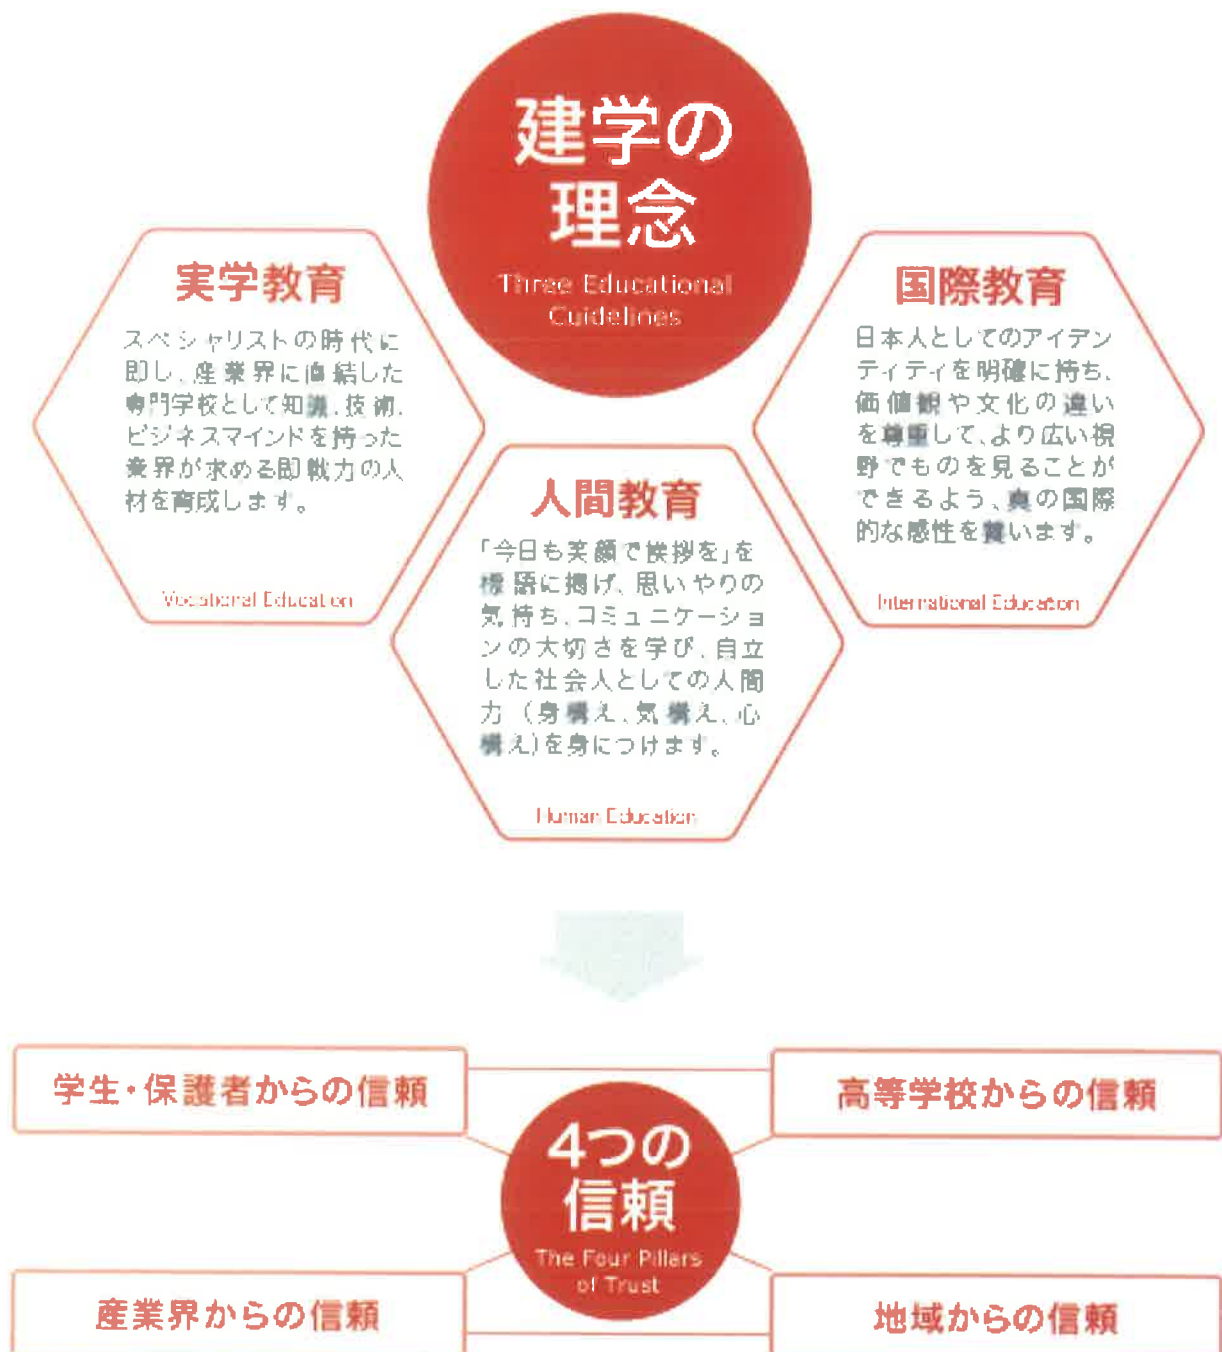 建学の
理念
Three Educational
Guidelines
実学教育
スペシャリストの時代に
即し、産業界に直結した
専門学校として知識、技術、
ビジネスマインドを持った
業界が求める即戦力の人
材を育成します。
Vocational Education
人間教育
「今日も笑顔で挨拶を」を
標語に掲げ、思いやりの
気持ち、コミュニケーショ
ンの大切さを学び、自立
した社会人としての人間
力（身構え、気構え、心
構え)を身につけます。
Human Education
国際教育
日本人としてのアイデン
ティティを明確に持ち、
価値観や文化の違い
を尊重して、より広い視
野でものを見ることが
できるよう、真の国際
的な感性を養います。
International Education
学生・保護者からの信頼
高等学校からの信頼
4つの
信頼
The Four Pillars
of Trust
産業界からの信頼
地域からの信頼